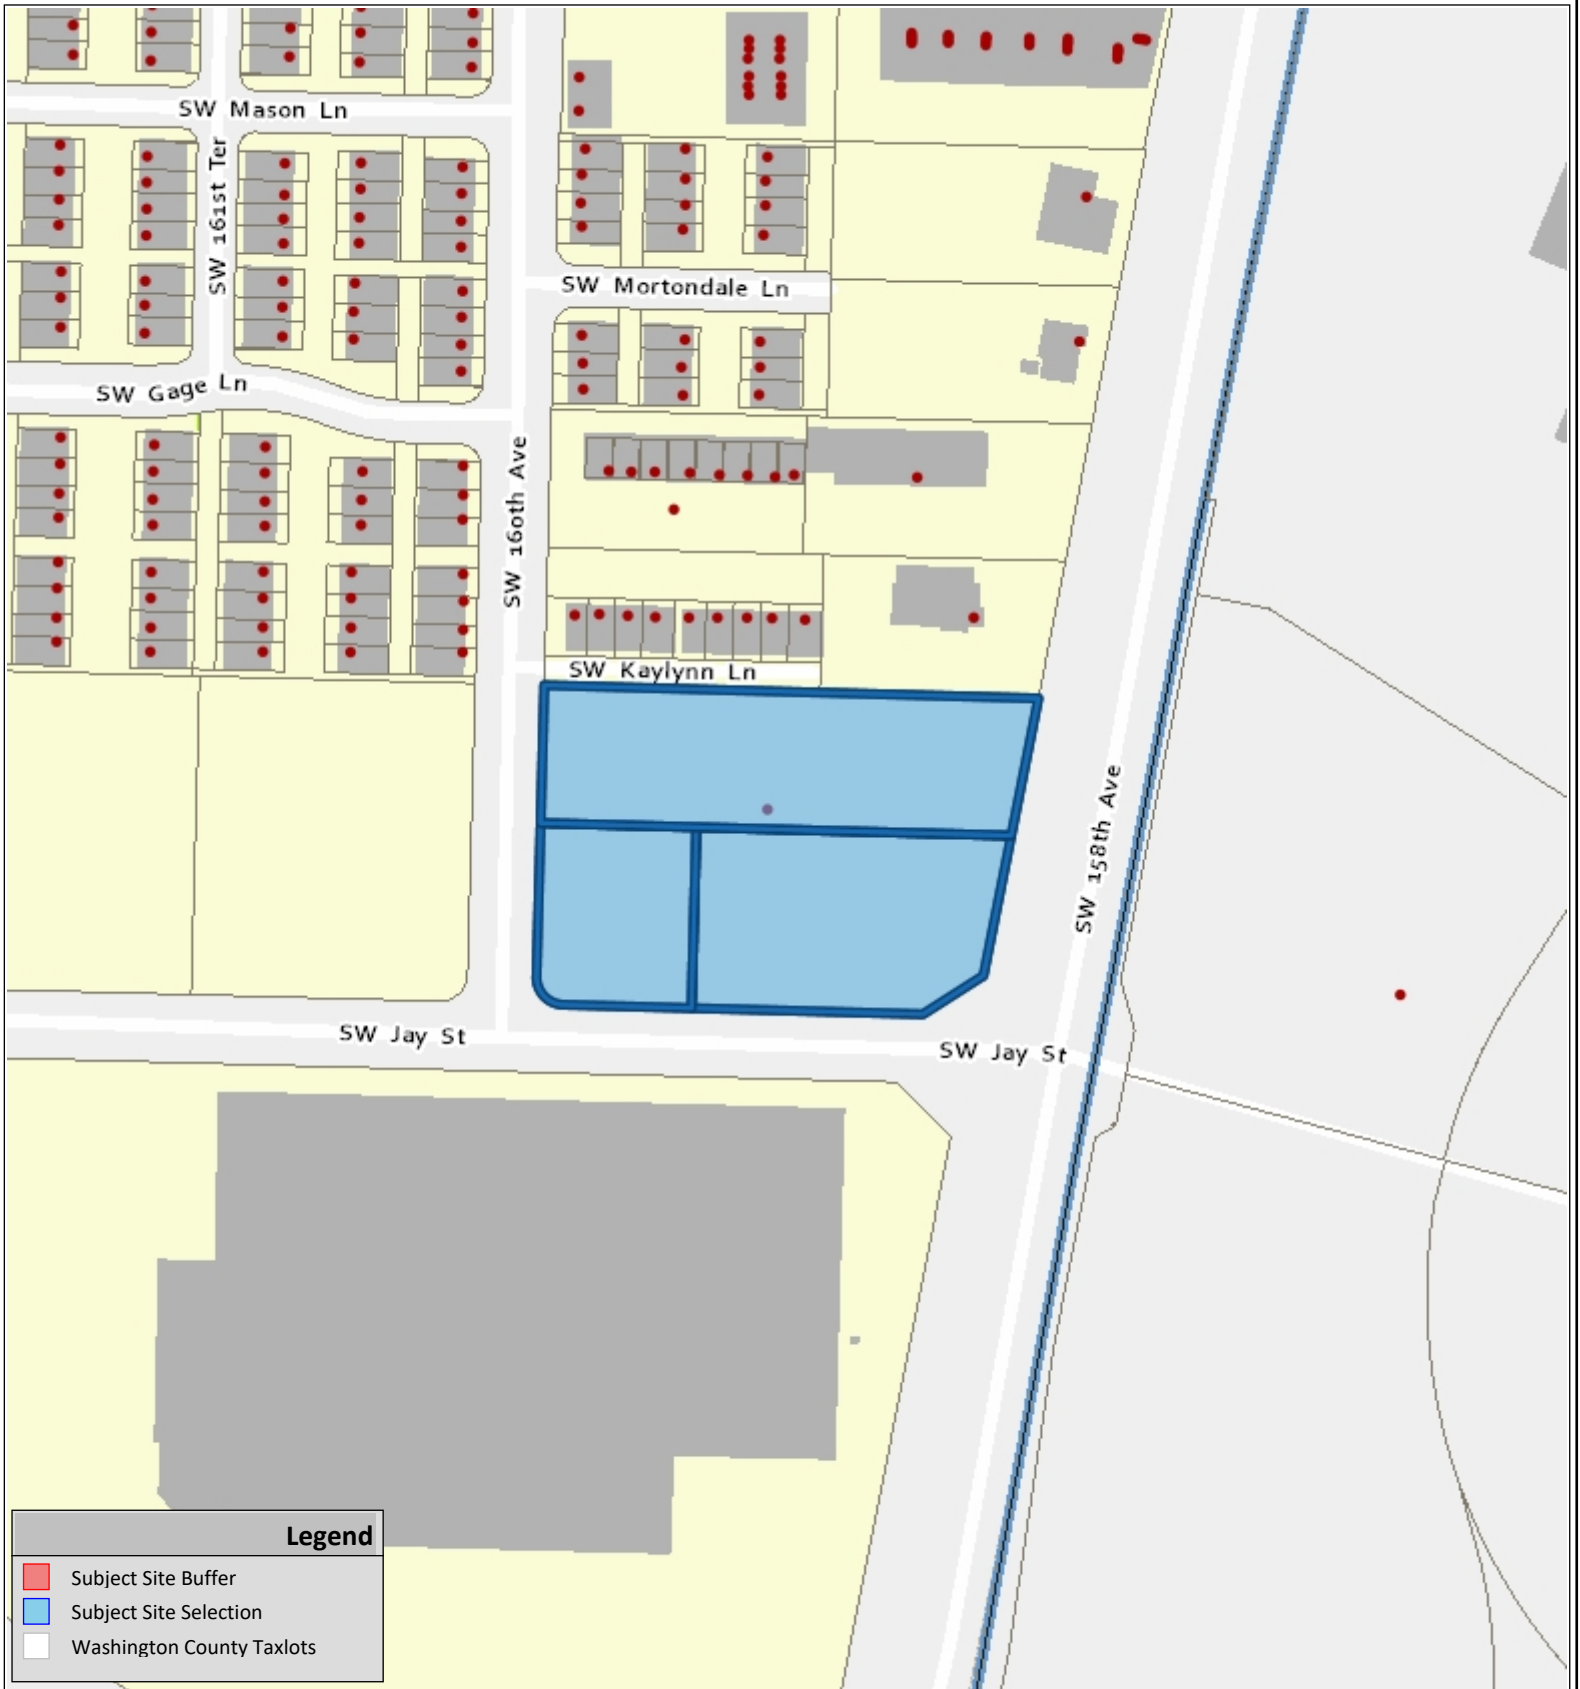 SW Mason Ln
SW 161st Ter
SW Mortondale Ln
SW Gage Ln
SW 160th Ave
SW Kaylynn Ln
SW 158th Ave
SW Jay St
SW Jay St
Legend
Subject Site Buffer
Subject Site Selection
Washington County Taxlots